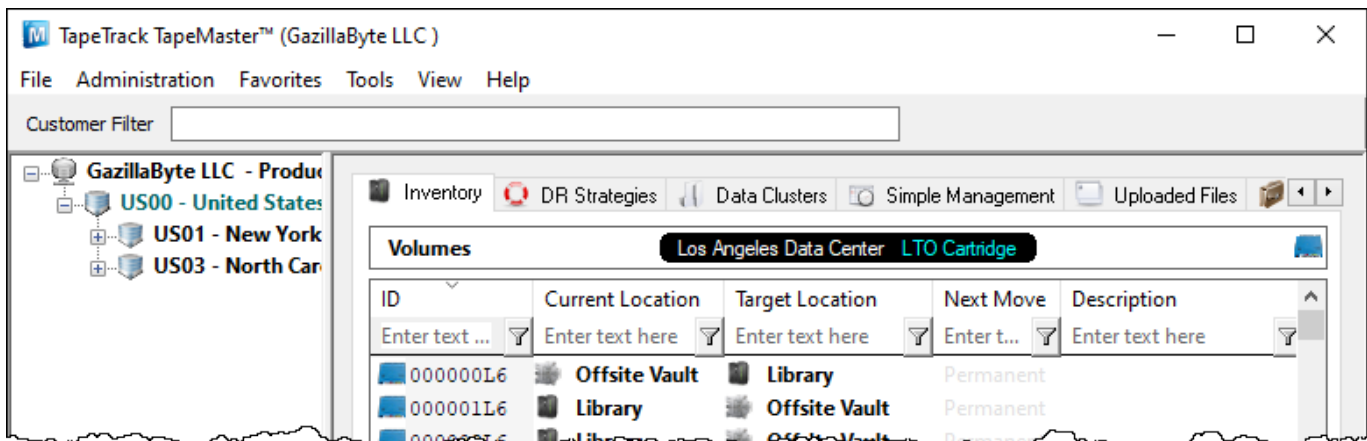 TapeTrack TapeMaster™ (GazillaByte LLC )
File Administration Favorites Tools View Help
Customer Filter
GazillaByte LLC - Produc
US00 - United States
US01 - New York
US03 - North Car
Inventory DR Strategies Data Clusters Simple Management Uploaded Files
Volumes Los Angeles Data Center LTO Cartridge
ID Current Location Target Location Next Move Description
Enter text ... Enter text here Enter text here Enter t... Enter text here
000000L6 Offsite Vault Library Permanent
000001L6 Library Offsite Vault Permanent